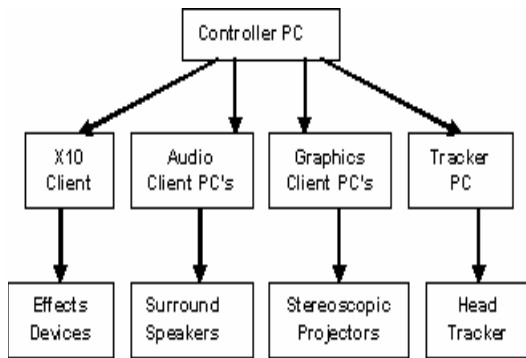 Controller PC
X10
Client
Audio
Client PC's
Graphics
Client PC's
Tracker
PC
Effects
Devices
Surround
Speakers
Stereoscopic
Projectors
Head
Tracker